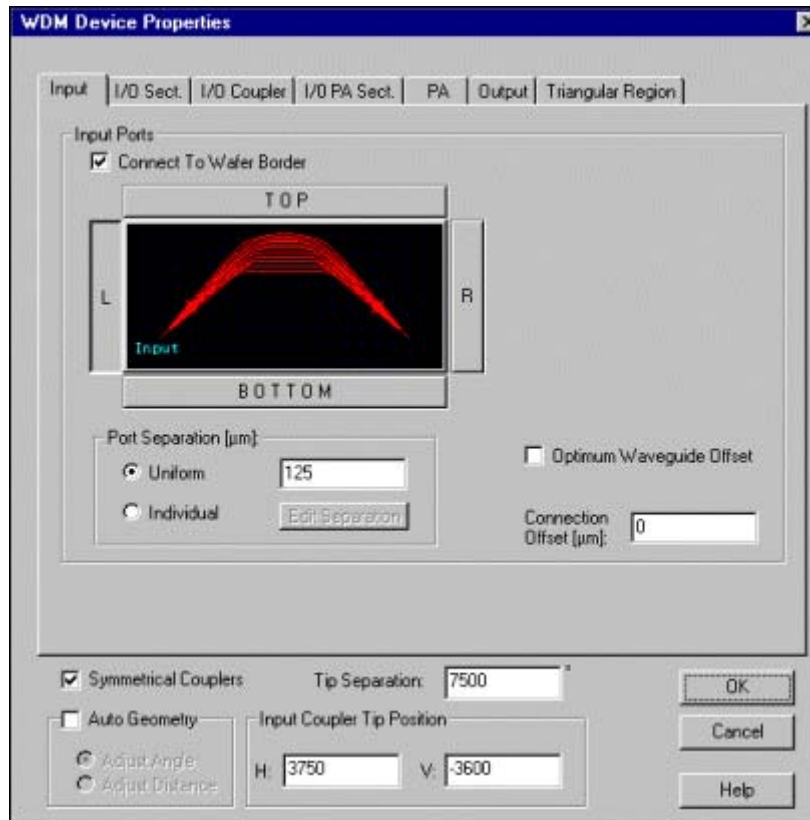 WDM Device Properties
Input I/O Sect. I/O Coupler I/O PA Sect. PA Output Triangular Region
Input Ports
Connect To Wafer Border
TOP
L
R
Input
BOTTOM
Port Separation [µm]:
Uniform 125
Optimum Waveguide Offset
Individual Edit Separation
Connection
Offset [µm]: 0
Symmetrical Couplers Tip Separation: 7500 °
Auto Geometry Input Coupler Tip Position OK
Adjust Angle H: 3750 V: -3600 Cancel
Adjust Distance
Help